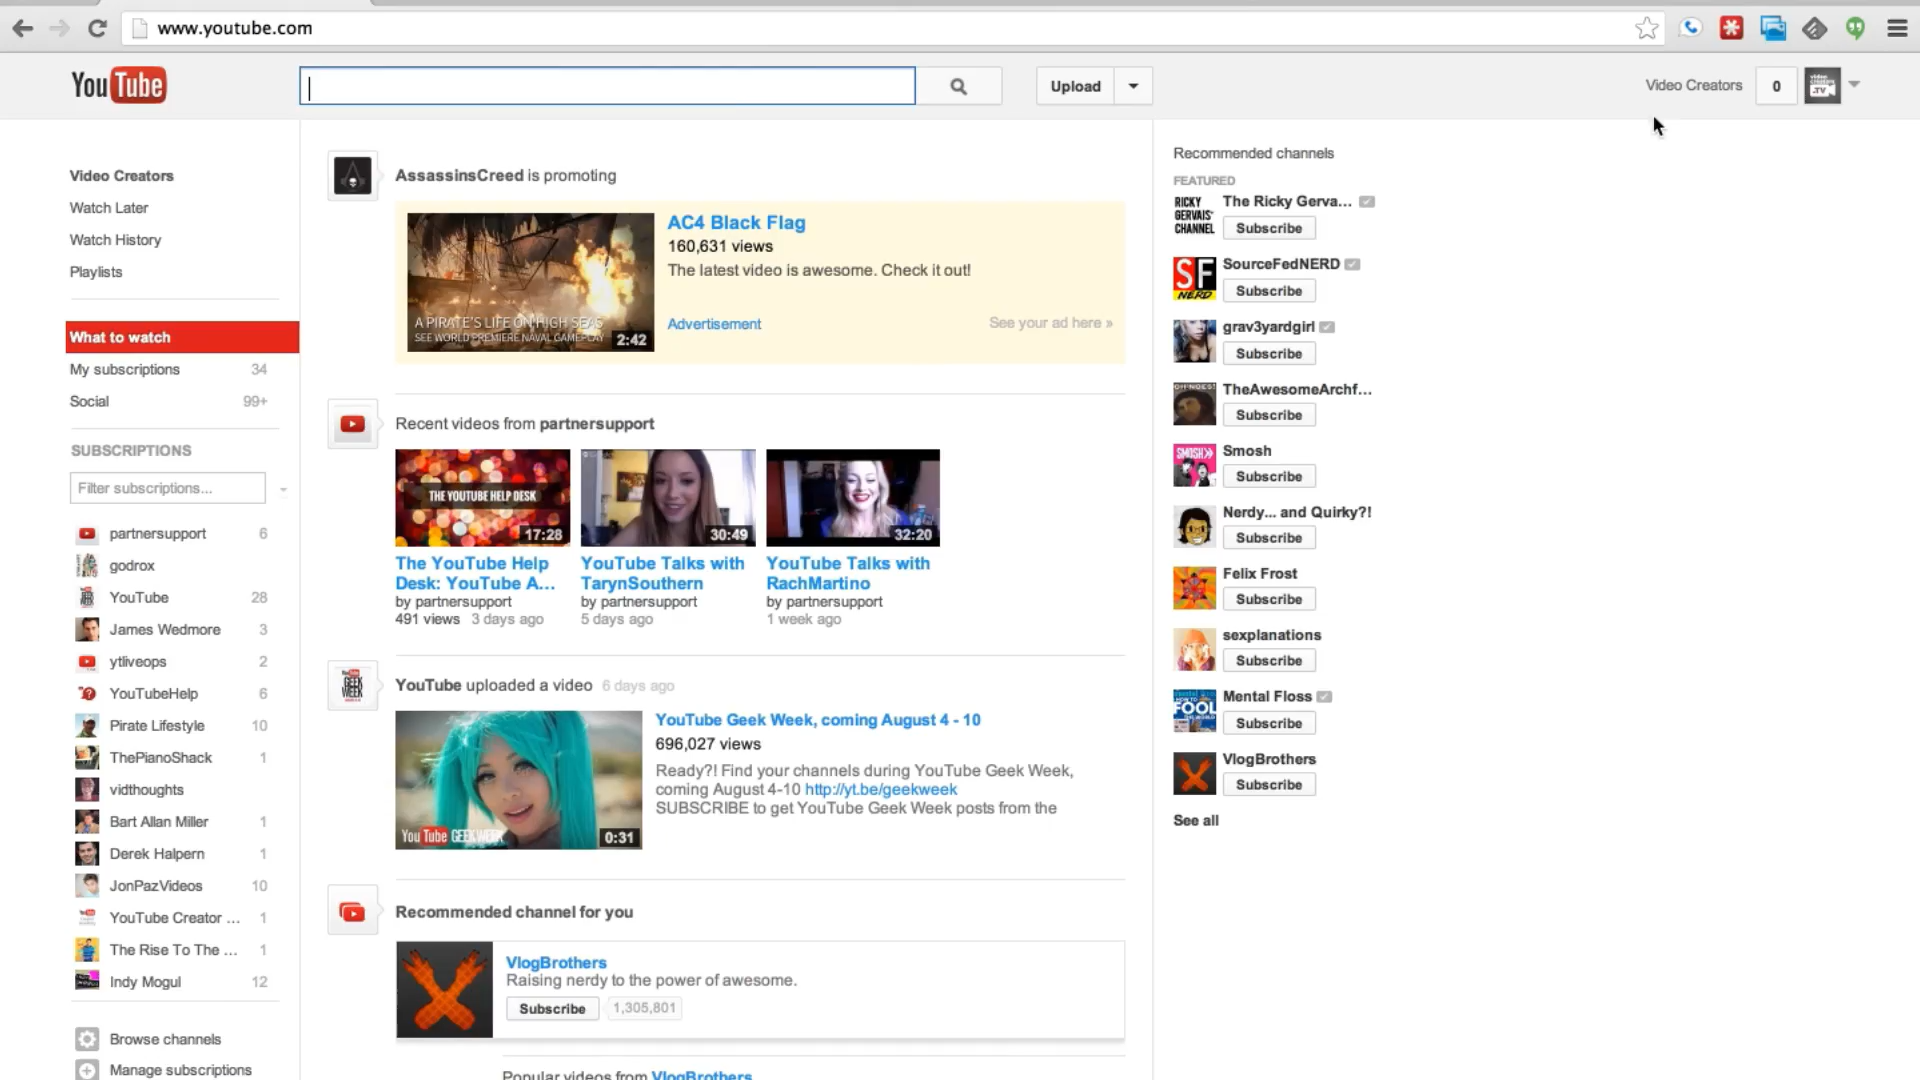 www.youtube.com
YouTube
Upload
Video Creators
0
Video Creators
Watch Later
Watch History
Playlists
What to watch
My subscriptions 34
Social 99+
SUBSCRIPTIONS
Filter subscriptions...
partnersupport 6
godrox
YouTube 28
James Wedmore 3
ytliveops 2
YouTubeHelp 6
Pirate Lifestyle 10
ThePianoShack 1
vidthoughts
Bart Allan Miller 1
Derek Halpern 1
JonPazVideos 10
YouTube Creator ... 1
The Rise To The ... 1
Indy Mogul 12
Browse channels
Manage subscriptions
AssassinsCreed is promoting
A PIRATE'S LIFE ON HIGH SEAS
SEE WORLD PREMIERE NAVAL GAMEPLAY
2:42
AC4 Black Flag
160,631 views
The latest video is awesome. Check it out!
Advertisement
See your ad here »
Recent videos from partnersupport
THE YOUTUBE HELP DESK
17:28
30:49
32:20
The YouTube Help
Desk: YouTube A...
by partnersupport
491 views 3 days ago
YouTube Talks with
TarynSouthern
by partnersupport
5 days ago
YouTube Talks with
RachMartino
by partnersupport
1 week ago
YouTube uploaded a video 6 days ago
YouTube GEEK WEEK
0:31
YouTube Geek Week, coming August 4 - 10
696,027 views
Ready?! Find your channels during YouTube Geek Week,
coming August 4-10 http://yt.be/geekweek
SUBSCRIBE to get YouTube Geek Week posts from the
Recommended channel for you
VlogBrothers
Raising nerdy to the power of awesome.
Subscribe 1,305,801
Popular videos from VlogBrothers
Recommended channels
FEATURED
RICKY
GERVAIS'
CHANNEL
The Ricky Gerva...
Subscribe
SF
NERD
SourceFedNERD
Subscribe
grav3yardgirl
Subscribe
TheAwesomeArchf...
Subscribe
SMOSH
Smosh
Subscribe
Nerdy... and Quirky?!
Subscribe
Felix Frost
Subscribe
sexplanations
Subscribe
FOOL
Mental Floss
Subscribe
VlogBrothers
Subscribe
See all